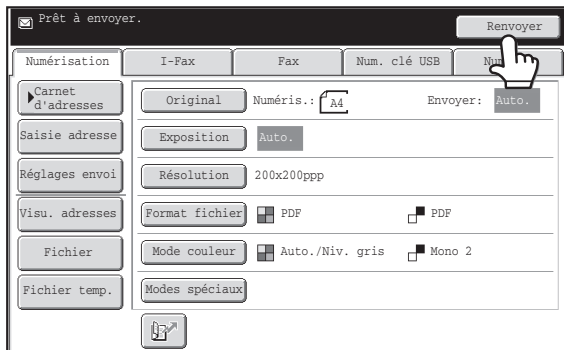 Prêt à envoyer.
Renvoyer
Numérisation
I-Fax
Fax
Num. clé USB
Carnet
d'adresses
Original
Numéris.: A4
Envoyer: Auto.
Saisie adresse
Exposition
Auto.
Réglages envoi
Résolution
200x200ppp
Visu. adresses
Format fichier
PDF
PDF
Fichier
Mode couleur
Auto./Niv. gris
Mono 2
Fichier temp.
Modes spéciaux